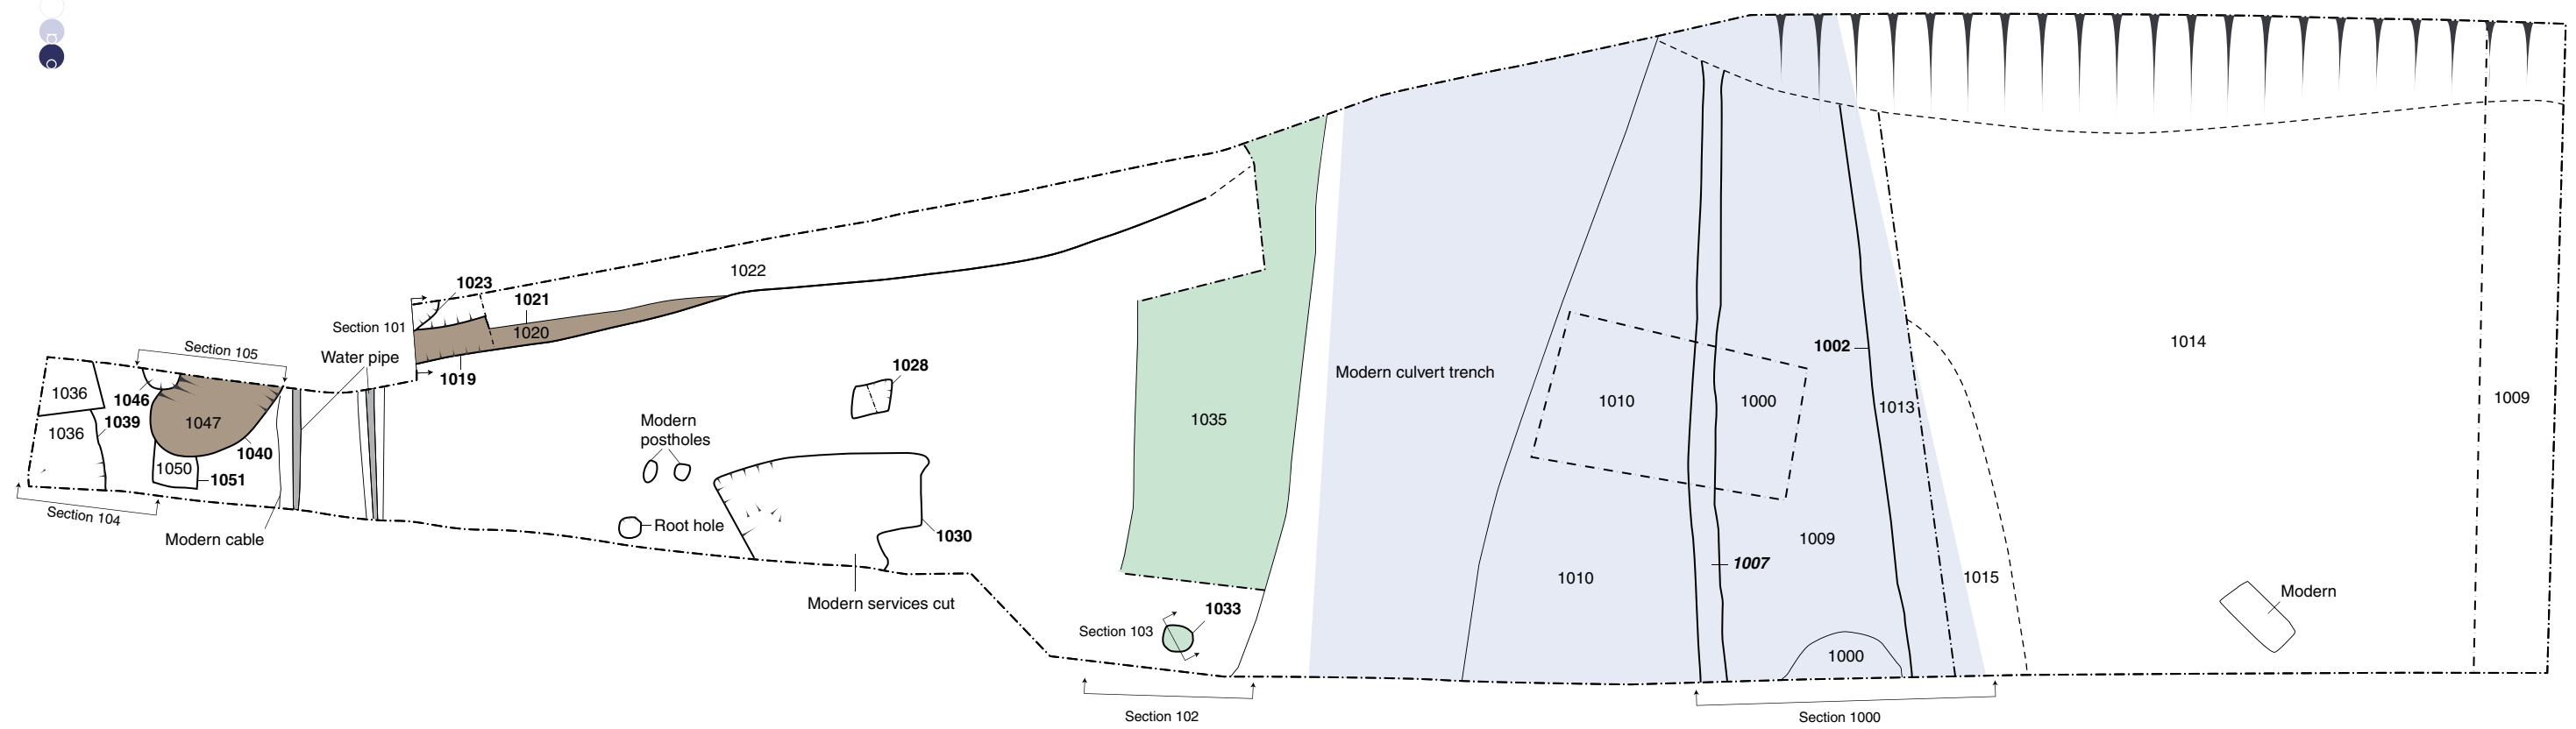 1022
1023
1021
Section 101
1020
1014
Water pipe
Section 105
1002
1019
1028
Modern culvert trench
1036
1046
1009
1010
1000
1013
1039
1047
1035
Modern
postholes
1036
1040
1050
1051
Section 104
Root hole
1030
1009
Modern cable
1007
1010
1015
Modern
Modern services cut
1033
Section 103
1000
Section 102
Section 1000